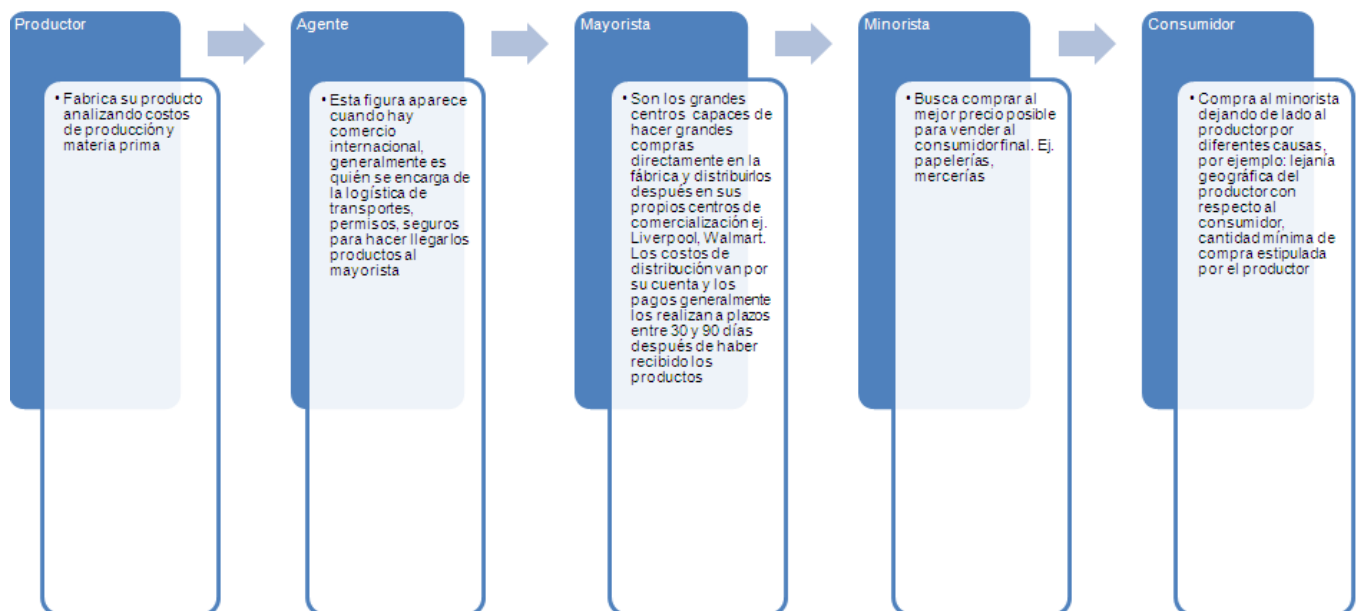 Productor
• Fabrica su producto
analizando costos
de producción y
materia prima
Agente
• Esta figura aparece
cuando hay
comercio
internacional,
generalmente es
quién se encarga de
la logística de
transportes,
permisos, seguros
para hacer llegar los
productos al
mayorista
Mayorista
• Son los grandes
centros capaces de
hacer grandes
compras
directamente en la
fábrica y distribuirlos
después en sus
propios centros de
comercialización ej.
Liverpool, Walmart.
Los costos de
distribución van por
su cuenta y los
pagos generalmente
los realizan a plazos
entre 30 y 90 días
después de haber
recibido los
productos
Minorista
• Busca comprar al
mejor precio posible
para vender al
consumidor final. Ej.
papelerías,
mercerías
Consumidor
• Compra al minorista
dejando de lado al
productor por
diferentes causas,
por ejemplo: lejanía
geográfica del
productor con
respecto al
consumidor,
cantidad mínima de
compra estipulada
por el productor